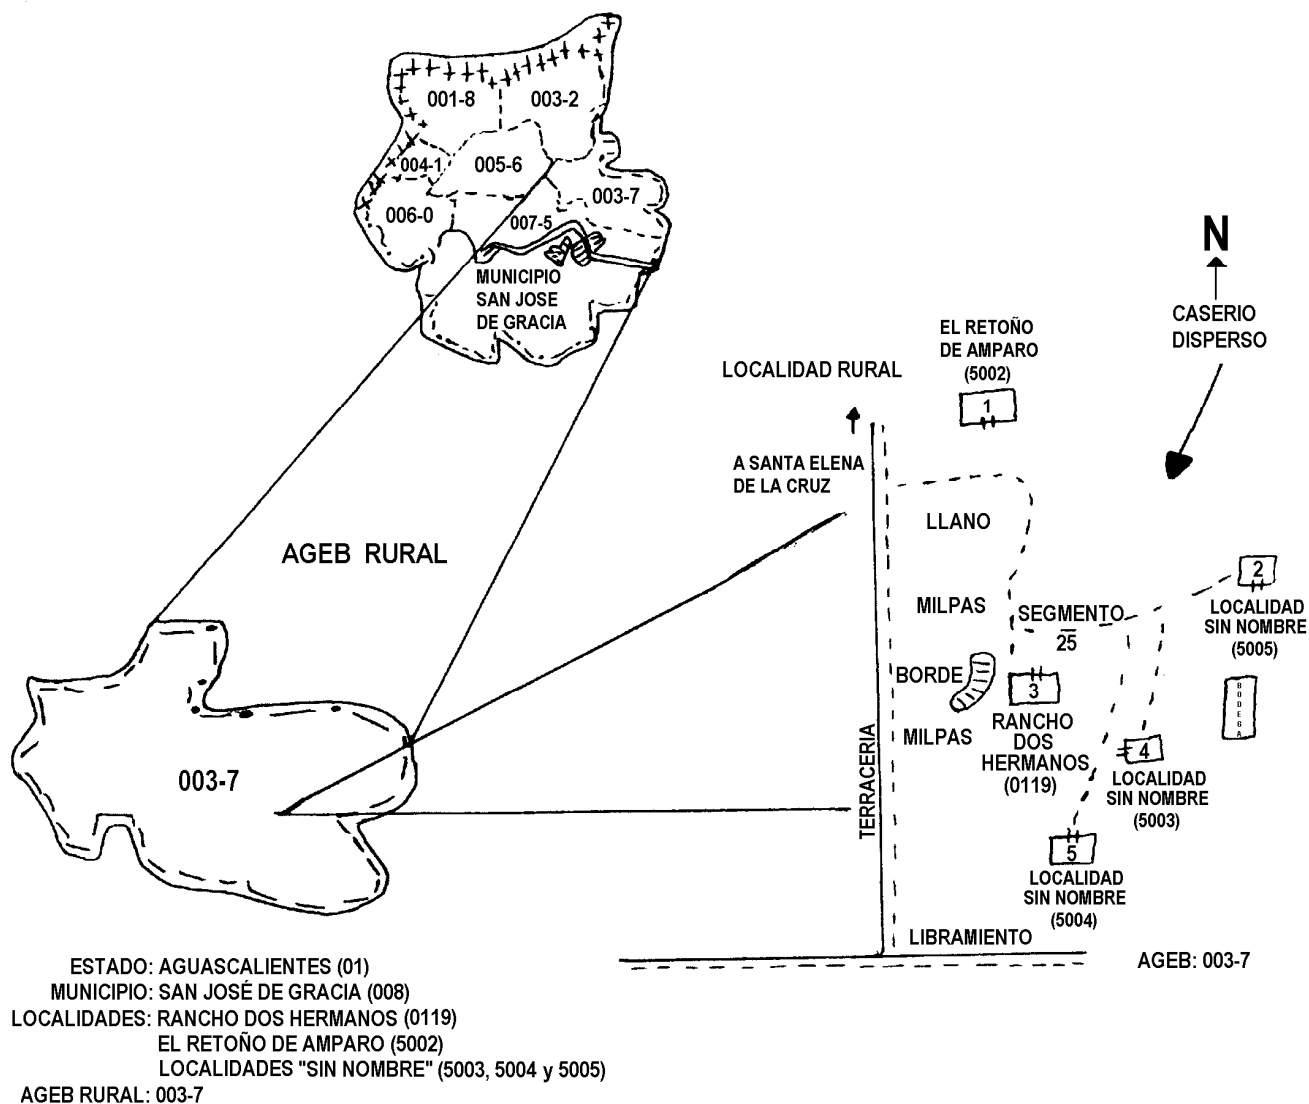 001-8
003-2
004-1
005-6
003-7
006-0
007-5
MUNICIPIO
SAN JOSE
DE GRACIA
N
CASERIO
DISPERSO
EL RETOÑO
DE AMPARO
(5002)
1
LOCALIDAD RURAL
A SANTA ELENA
DE LA CRUZ
LLANO
AGEB RURAL
MILPAS
SEGMENTO
25
2
LOCALIDAD
SIN NOMBRE
(5005)
BORDE
3
RANCHO
DOS
HERMANOS
(0119)
BODEGA
MILPAS
4
LOCALIDAD
SIN NOMBRE
(5003)
003-7
TERRACERIA
5
LOCALIDAD
SIN NOMBRE
(5004)
LIBRAMIENTO
AGEB: 003-7
ESTADO: AGUASCALIENTES (01)
MUNICIPIO: SAN JOSÉ DE GRACIA (008)
LOCALIDADES: RANCHO DOS HERMANOS (0119)
EL RETOÑO DE AMPARO (5002)
LOCALIDADES "SIN NOMBRE" (5003, 5004 y 5005)
AGEB RURAL: 003-7